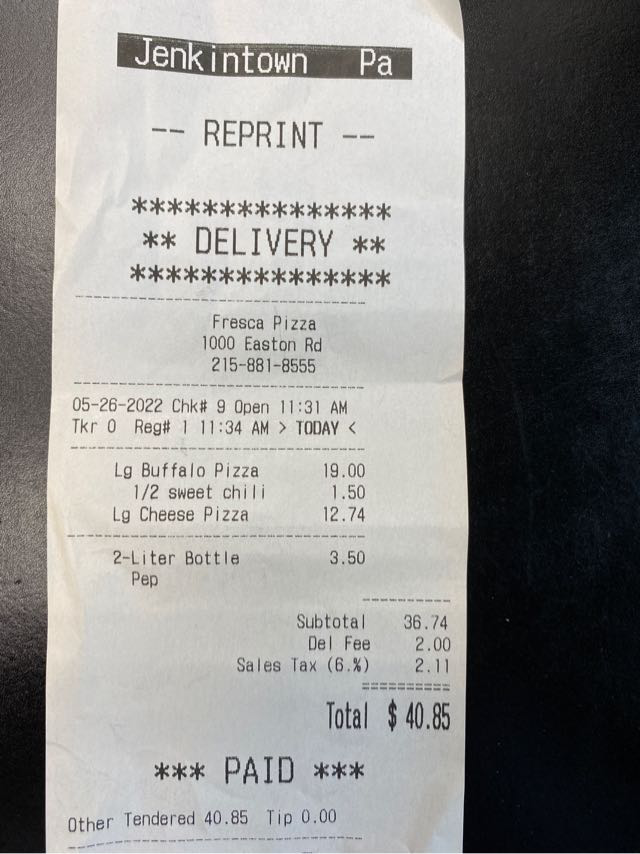 Jenkintown Pa
-- REPRINT --
***************
** DELIVERY **
***************
Fresca Pizza
1000 Easton Rd
215-881-8555
05-26-2022 Chk# 9 Open 11:31 AM
Tkr 0 Reg# 1 11:34 AM > TODAY <
Lg Buffalo Pizza 19.00
1/2 sweet chili 1.50
Lg Cheese Pizza 12.74
2-Liter Bottle 3.50
Pep
Subtotal 36.74
Del Fee 2.00
Sales Tax (6.%) 2.11
Total $ 40.85
*** PAID ***
Other Tendered 40.85 Tip 0.00